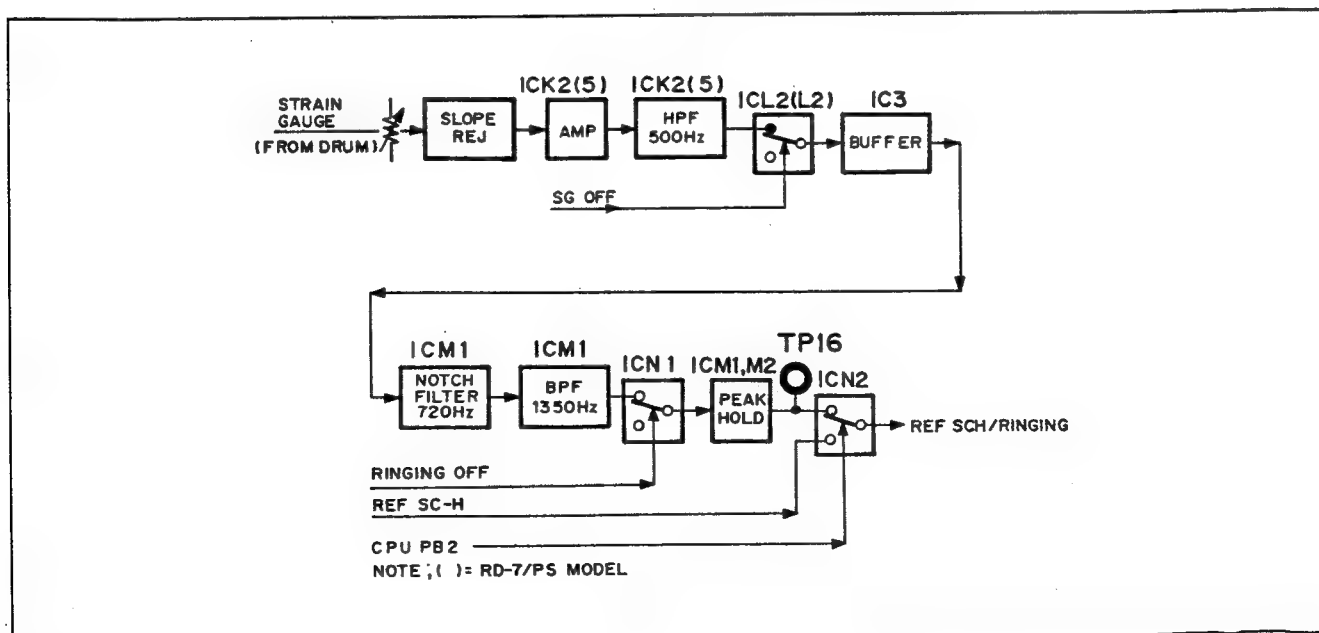 ICK2(5) ICK2(5) ICL2(L2) IC3
STRAIN
GAUGE
(FROM DRUM)
SLOPE
REJ
AMP
HPF
500Hz
BUFFER
SG OFF
ICM1 ICM1 ICN1 ICM1,M2 TP16 ICN2
NOTCH
FILTER
720Hz
BPF
1350Hz
PEAK
HOLD
REF SCH/RINGING
RINGING OFF
REF SC-H
CPU PB2
NOTE;( )= RD-7/PS MODEL